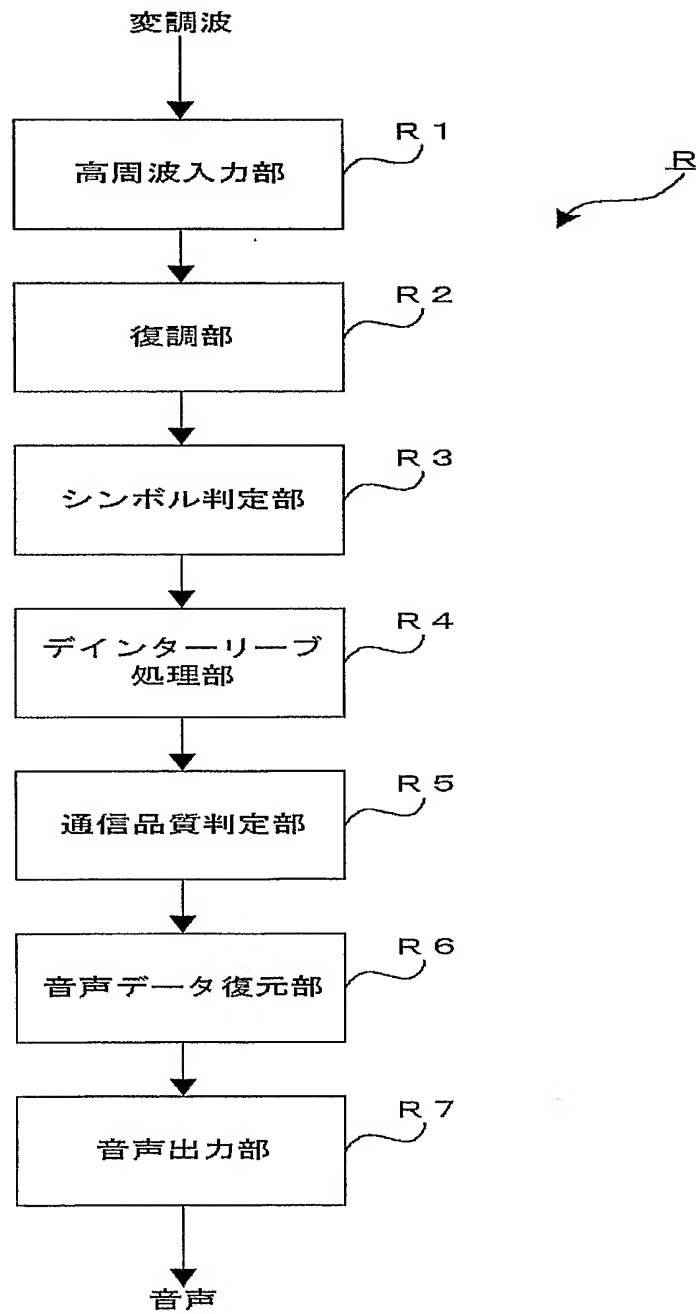 変調波
R1
高周波入力部
R
R2
復調部
R3
シンボル判定部
R4
デインターリーブ
処理部
R5
通信品質判定部
R6
音声データ復元部
R7
音声出力部
音声